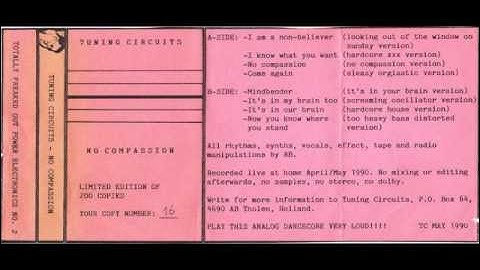 TOTALLY FREAKED OUT POWER ELECTRONICS NO. 2
TUNING CIRCUITS - NO COMPASSION
TUNING CIRCUITS
NO COMPASSION
LIMITED EDITION OF
200 COPIES
YOUR COPY NUMBER: 16
A-SIDE: -I am a non-believer (looking out of the window on
sunday version)
-I know what you want (hardcore xxx version)
-No compassion (no compassion version)
-Come again (sleazy orgiastic version)
B-SIDE: -Mindbendor (it's in your brain version)
-It's in my brain too (screaming oscillator version)
-It's in our brain (hardcore house version)
-Now you know where (too heavy bass distorted
you stand version)
All rhythms, synths, vocals, effect, tape and radio
manipulations by AB.
Recorded live at home April/May 1990. No mixing or editing
afterwards, no samples, no stereo, no dolby.
Write for more information to Tuning Circuits, P.O. Box 64,
4690 AB Tholen, Holland.
PLAY THIS ANALOG DANCECORE VERY LOUD!!!! TC MAY 1990